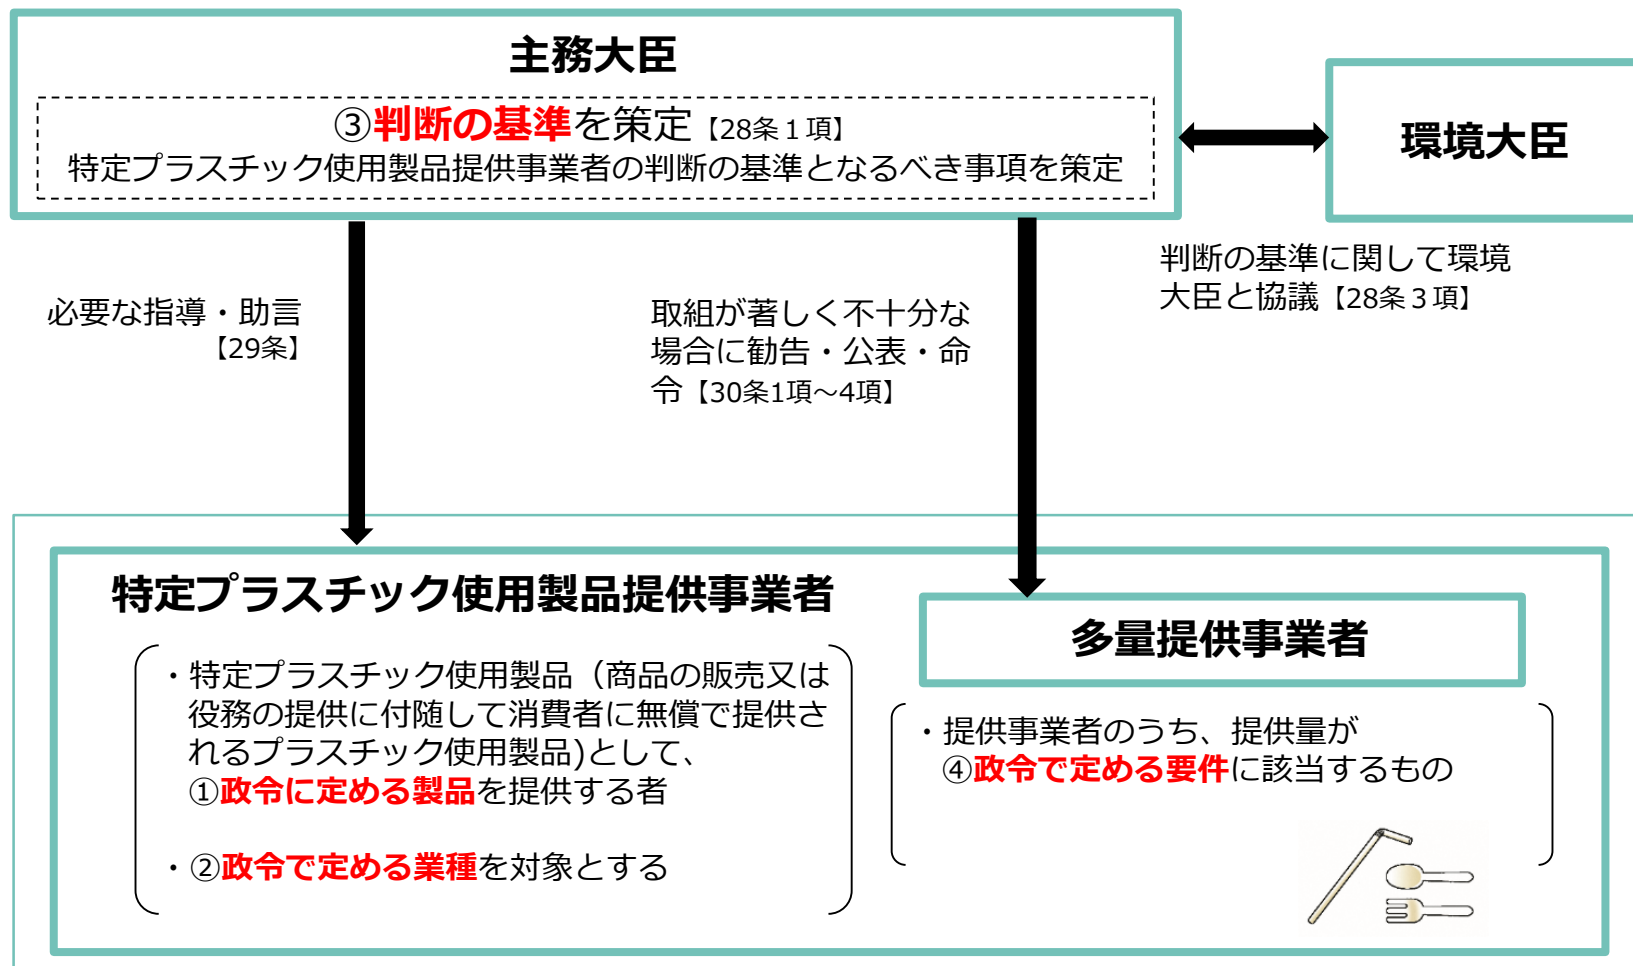 主務大臣
③判断の基準を策定【28条１項】
特定プラスチック使用製品提供事業者の判断の基準となるべき事項を策定
環境大臣
判断の基準に関して環境
大臣と協議【28条３項】
必要な指導・助言
【29条】
取組が著しく不十分な
場合に勧告・公表・命
令【30条1項～4項】
特定プラスチック使用製品提供事業者
・特定プラスチック使用製品（商品の販売又は
役務の提供に付随して消費者に無償で提供さ
れるプラスチック使用製品)として、
①政令に定める製品を提供する者
・②政令で定める業種を対象とする
多量提供事業者
・提供事業者のうち、提供量が
④政令で定める要件に該当するもの